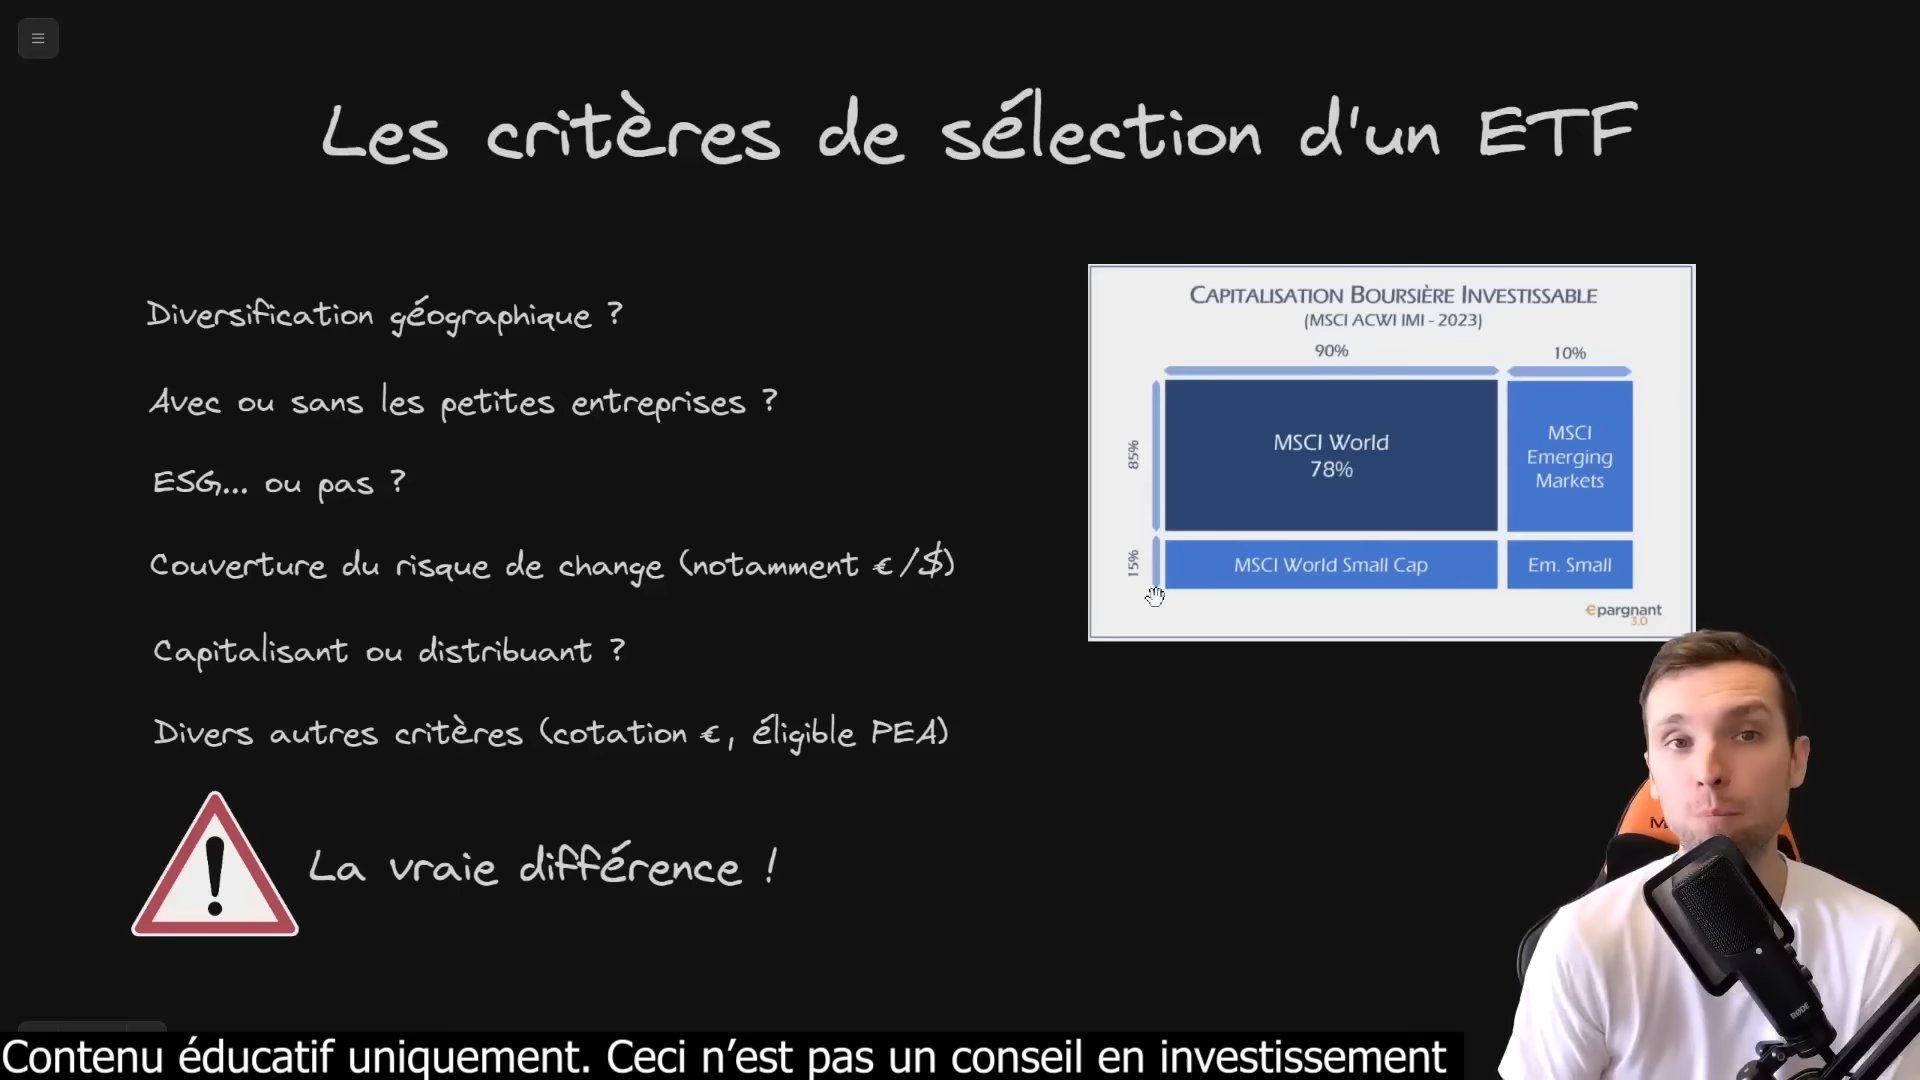 Les critères de sélection d'un ETF
Diversification géographique ?
Avec ou sans les petites entreprises ?
ESG... ou pas ?
Couverture du risque de change (notamment €/$)
Capitalisant ou distribuant ?
Divers autres critères (cotation €, éligible PEA)
La vraie différence !
CAPITALISATION BOURSIÈRE INVESTISSABLE
(MSCI ACWI IMI - 2023)
90%
10%
85%
MSCI World
78%
MSCI
Emerging
Markets
15%
MSCI World Small Cap
Em. Small
epargnant
3.0
RØDE
Contenu éducatif uniquement. Ceci n’est pas un conseil en investissement